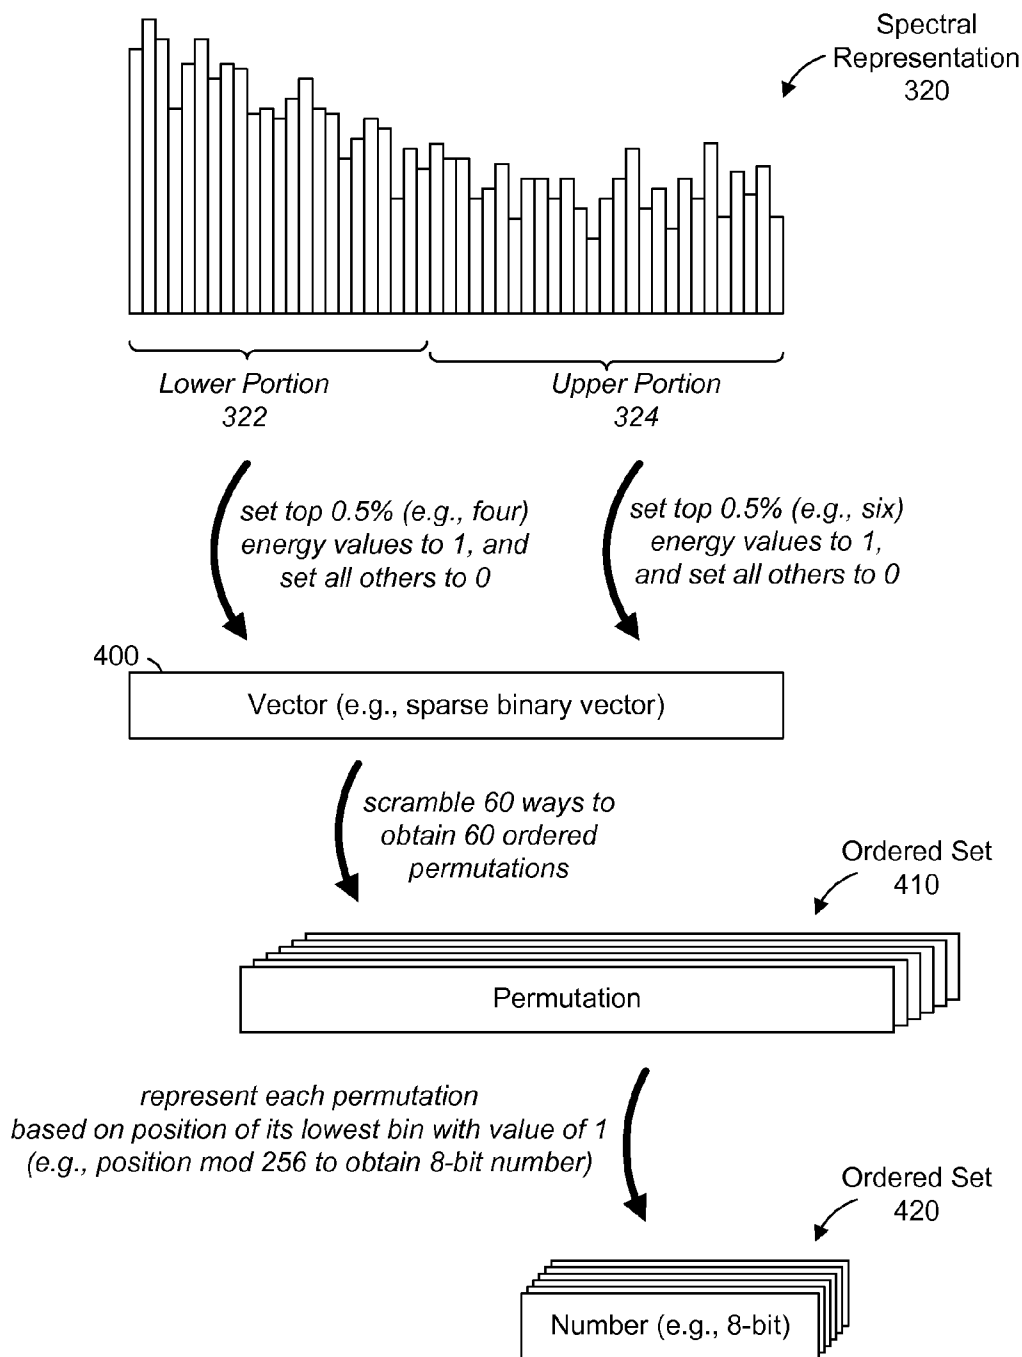 Spectral
Representation
320
Lower Portion
322
Upper Portion
324
set top 0.5% (e.g., four)
energy values to 1, and
set all others to 0
set top 0.5% (e.g., six)
energy values to 1,
and set all others to 0
400
Vector (e.g., sparse binary vector)
scramble 60 ways to
obtain 60 ordered
permutations
Ordered Set
410
Permutation
represent each permutation
based on position of its lowest bin with value of 1
(e.g., position mod 256 to obtain 8-bit number)
Ordered Set
420
Number (e.g., 8-bit)